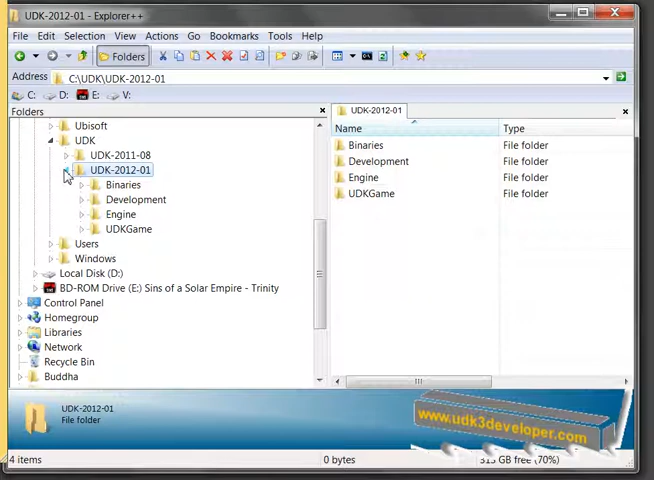 UDK-2012-01 - Explorer++
File Edit Selection View Actions Go Bookmarks Tools Help
Folders
Address C:\UDK\UDK-2012-01
C: D: E: V:
Folders
Ubisoft
UDK
UDK-2011-08
UDK-2012-01
Binaries
Development
Engine
UDKGame
Users
Windows
Local Disk (D:)
BD-ROM Drive (E:) Sins of a Solar Empire - Trinity
Control Panel
Homegroup
Libraries
Network
Recycle Bin
Buddha
UDK-2012-01
Name Type
Binaries File folder
Development File folder
Engine File folder
UDKGame File folder
UDK-2012-01
File folder
www.udk3developer.com
4 items 0 bytes 313 GB free (70%)